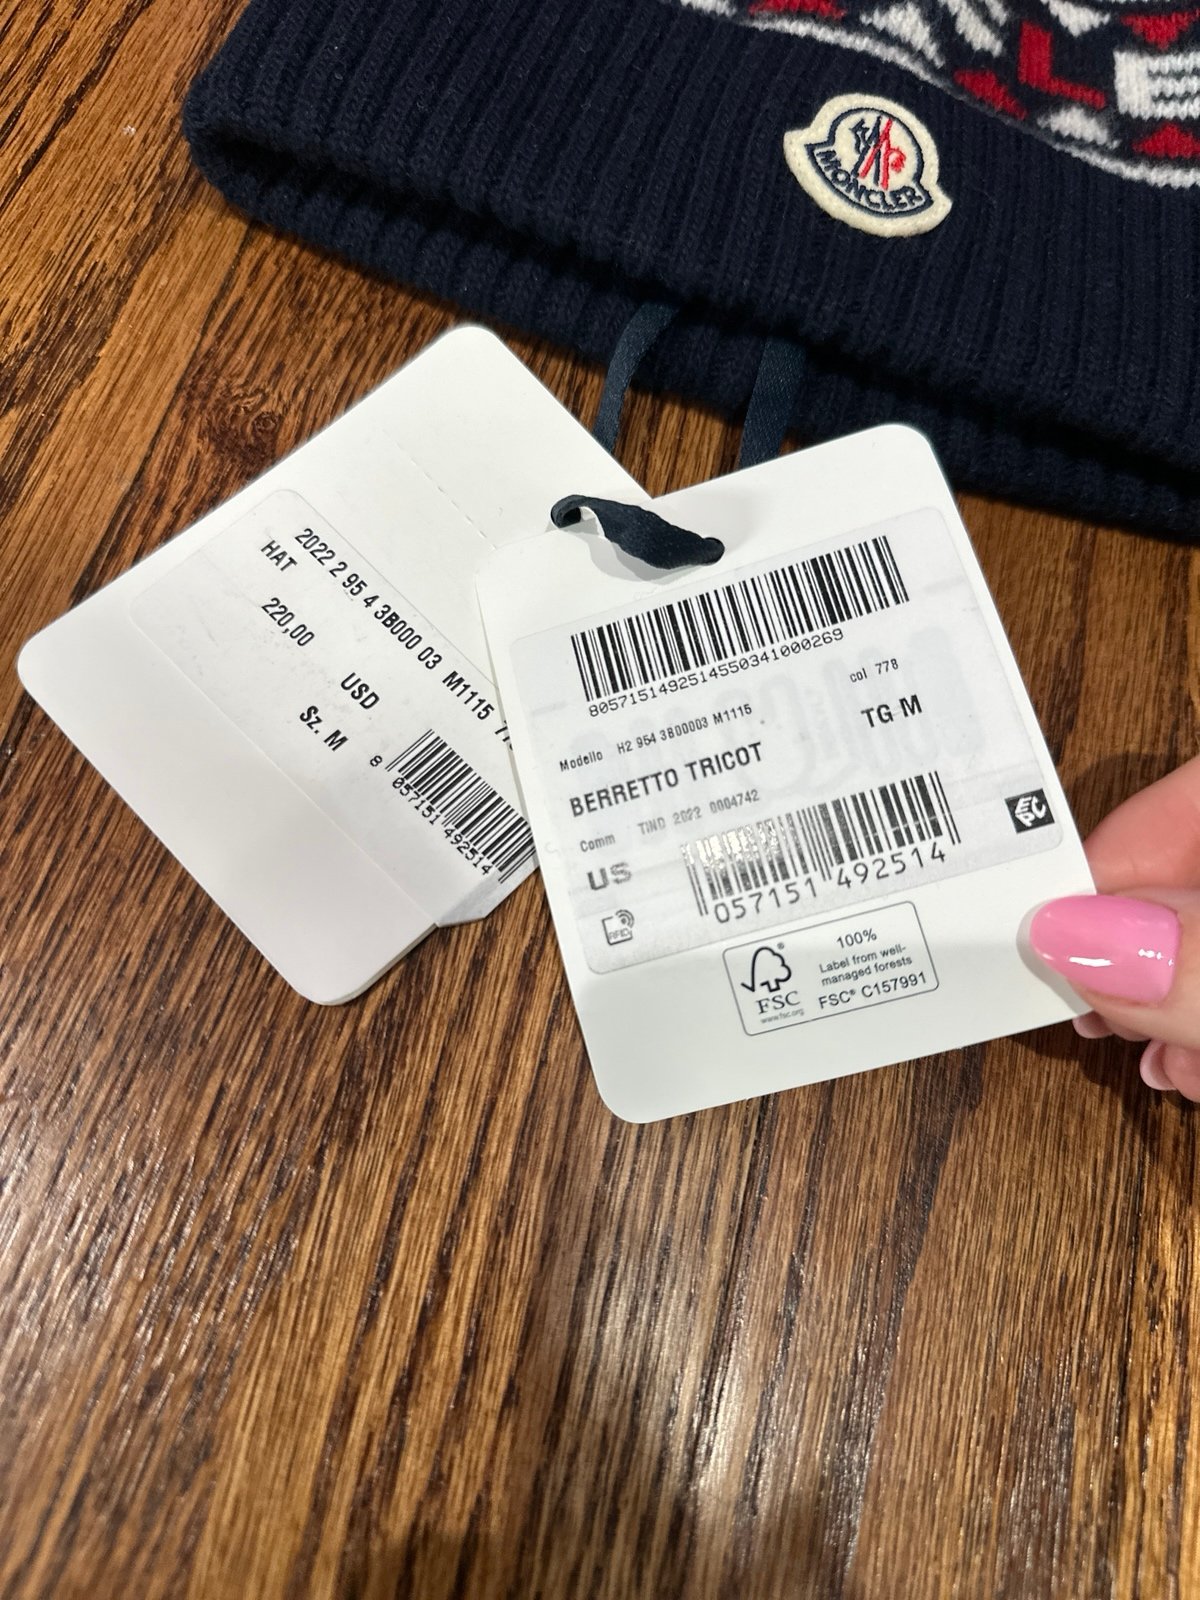 MONCLER
2022 2 95 4 3B000 03 M1115
HAT
220,00
USD
Sz. M
8 057151 492514
8057151492514550341000269
col 778
Modello H2 954 3B00003 M1115
TG M
BERRETTO TRICOT
Comm TIND 2022 0004742
US
057151 492514
RFID
EPC
FSC
www.fsc.org
100%
Label from well-
managed forests
FSC® C157991